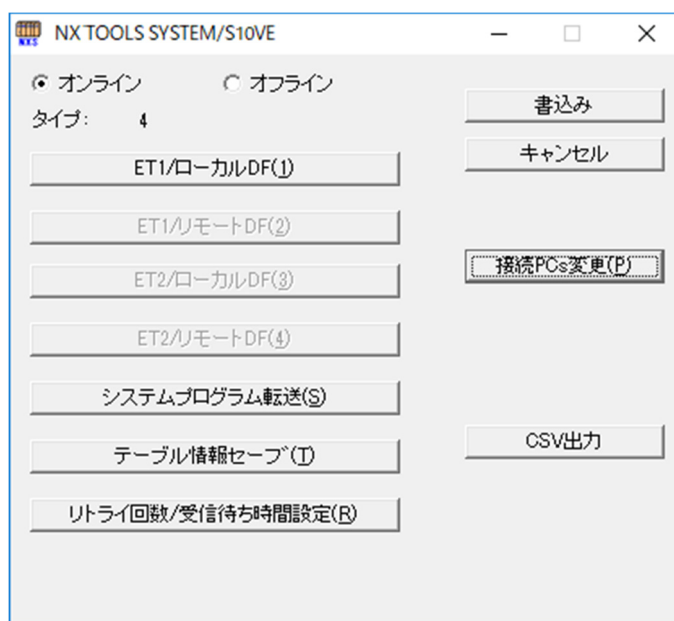 NX TOOLS SYSTEM/S10VE
NXS
オンライン オフライン
タイプ: 4
書込み
キャンセル
ET1/ローカルDF(1)
ET1/リモートDF(2)
接続PCs変更(P)
ET2/ローカルDF(3)
ET2/リモートDF(4)
システムプログラム転送(S)
テーブル情報セーブ(T)
CSV出力
リトライ回数/受信待ち時間設定(R)